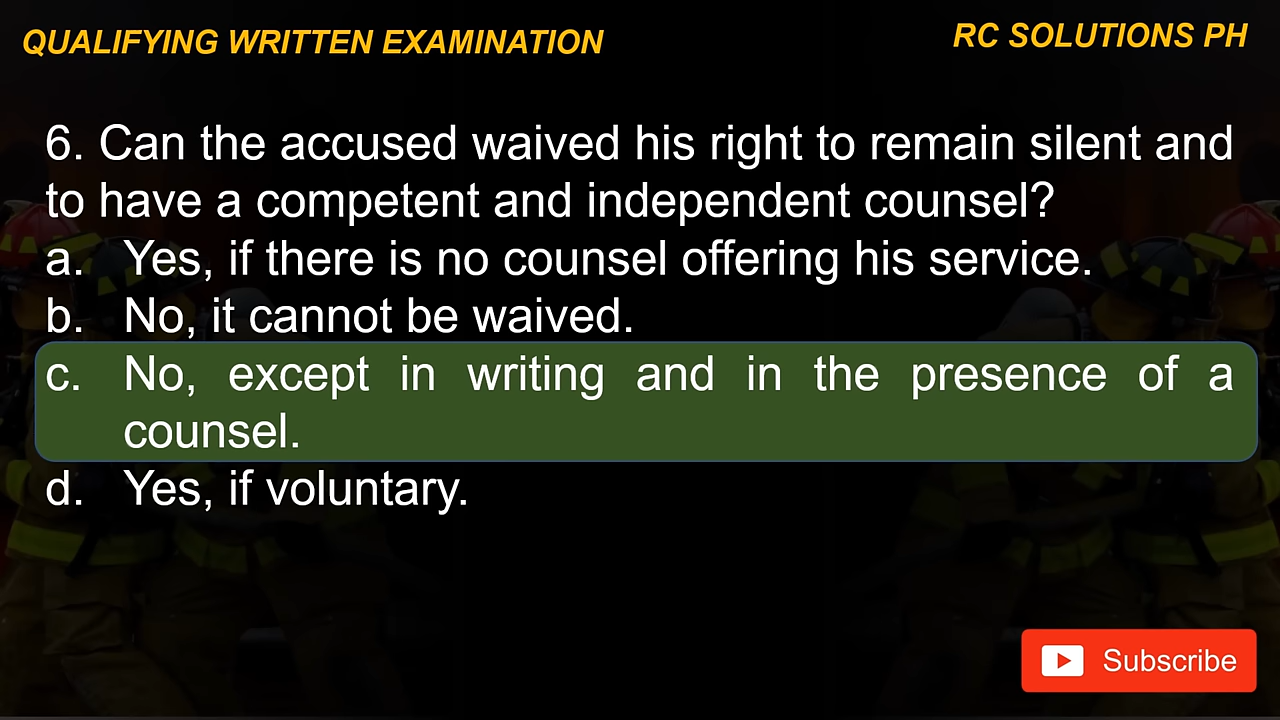 QUALIFYING WRITTEN EXAMINATION
RC SOLUTIONS PH
6. Can the accused waived his right to remain silent and
to have a competent and independent counsel?
a. Yes, if there is no counsel offering his service.
b. No, it cannot be waived.
c. No, except in writing and in the presence of a
counsel.
d. Yes, if voluntary.
Subscribe